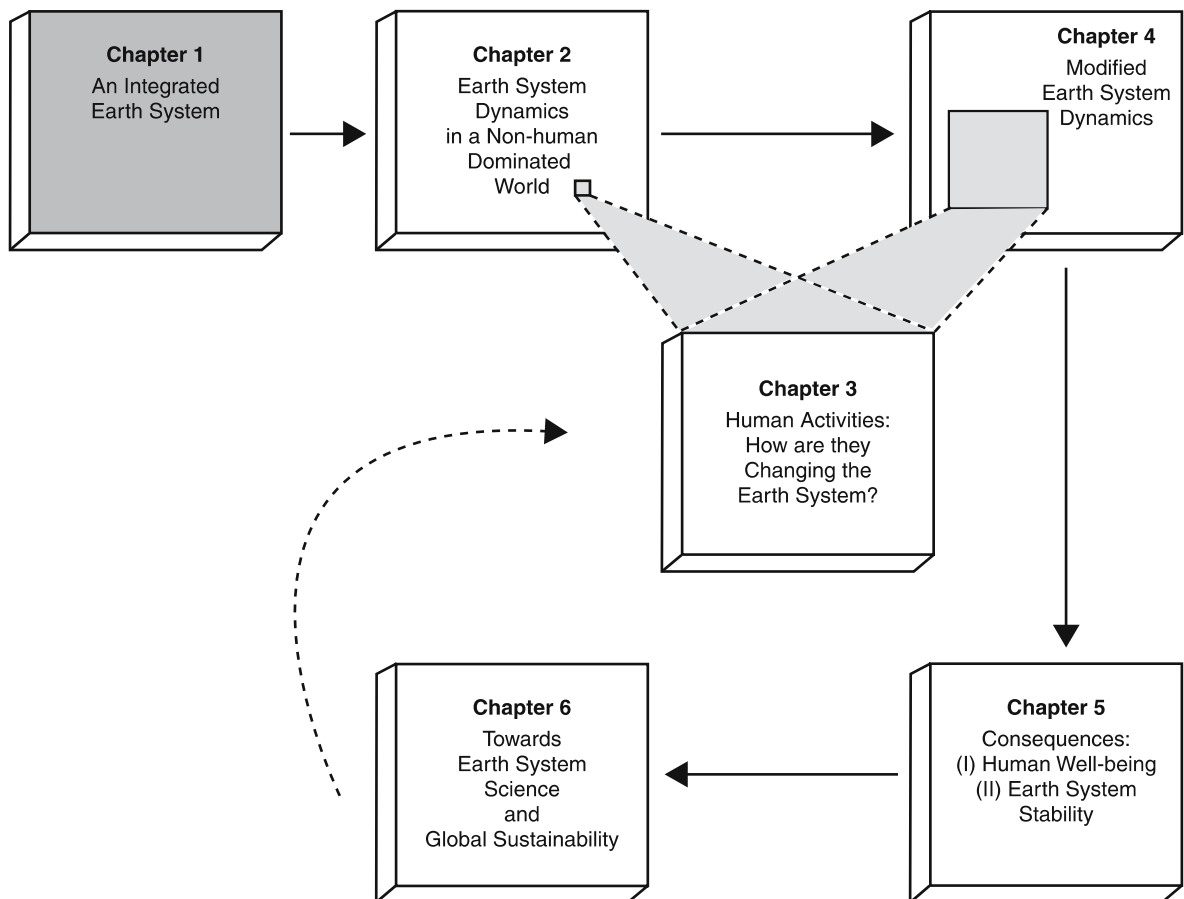 Chapter 1
An Integrated
Earth System
Chapter 2
Earth System
Dynamics
in a Non-human
Dominated
World
Chapter 4
Modified
Earth System
Dynamics
Chapter 3
Human Activities:
How are they
Changing the
Earth System?
Chapter 6
Towards
Earth System
Science
and
Global Sustainability
Chapter 5
Consequences:
(I) Human Well-being
(II) Earth System
Stability